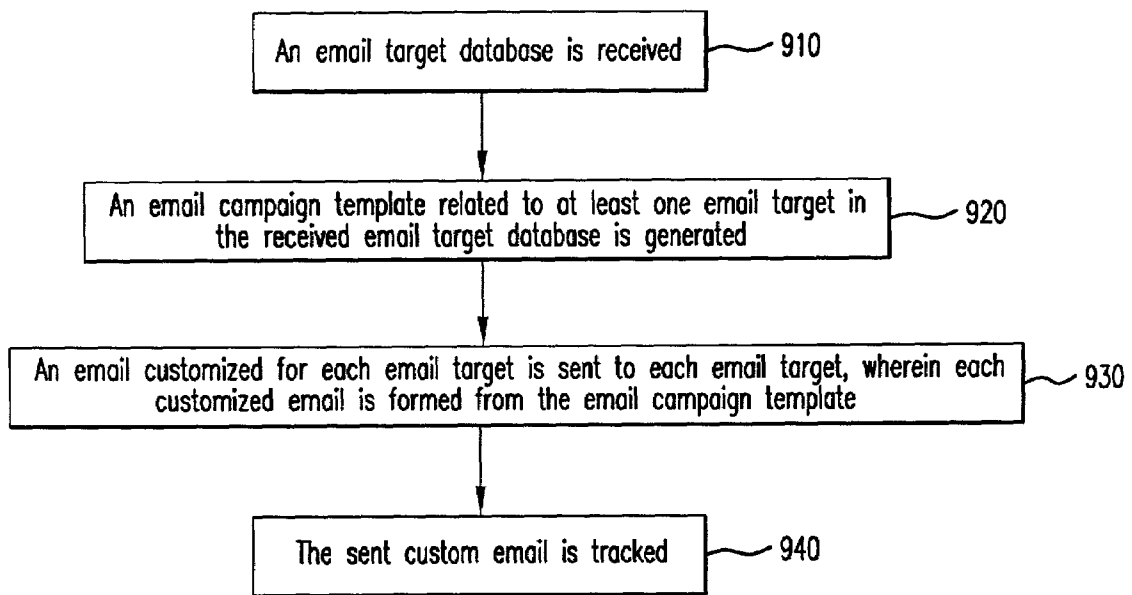 An email target database is received
910
An email campaign template related to at least one email target in
the received email target database is generated
920
An email customized for each email target is sent to each email target, wherein each
customized email is formed from the email campaign template
930
The sent custom email is tracked
940